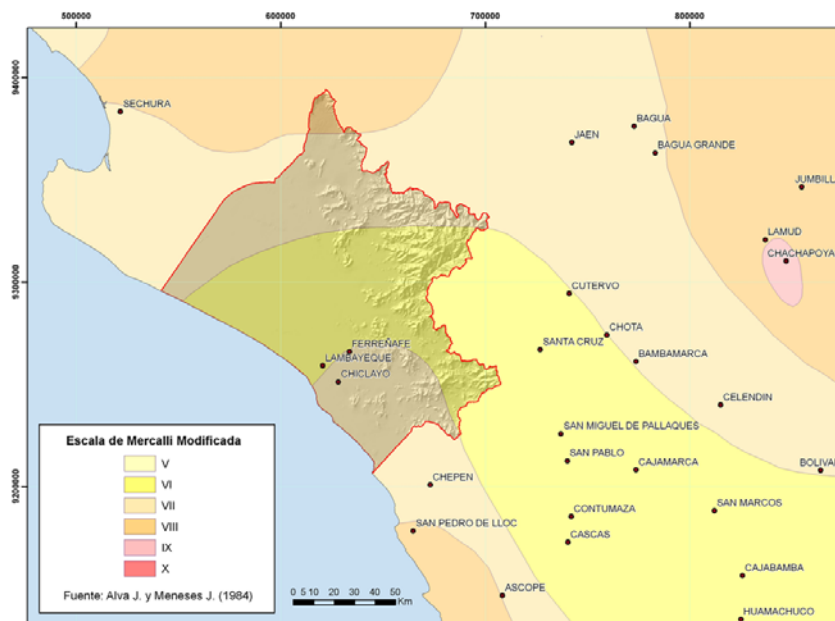 500000 600000 700000 800000
9400000
9300000
9200000
SECHURA
JAEN
BAGUA
BAGUA GRANDE
JUMBILL
LAMUD
CHACHAPOYA
CUTERVO
CHOTA
SANTA CRUZ
BAMBAMARCA
FERREÑAFE
LAMBAYEQUE
CHICLAYO
CELENDIN
SAN MIGUEL DE PALLAQUES
SAN PABLO
CAJAMARCA
BOLIVAR
CHEPEN
SAN MARCOS
CONTUMAZA
SAN PEDRO DE LLOC
CASCAS
CAJABAMBA
ASCOPE
HUAMACHUCO
Escala de Mercalli Modificada
V
VI
VII
VIII
IX
X
Fuente: Alva J. y Meneses J. (1984)
0 5 10 20 30 40 50
Km